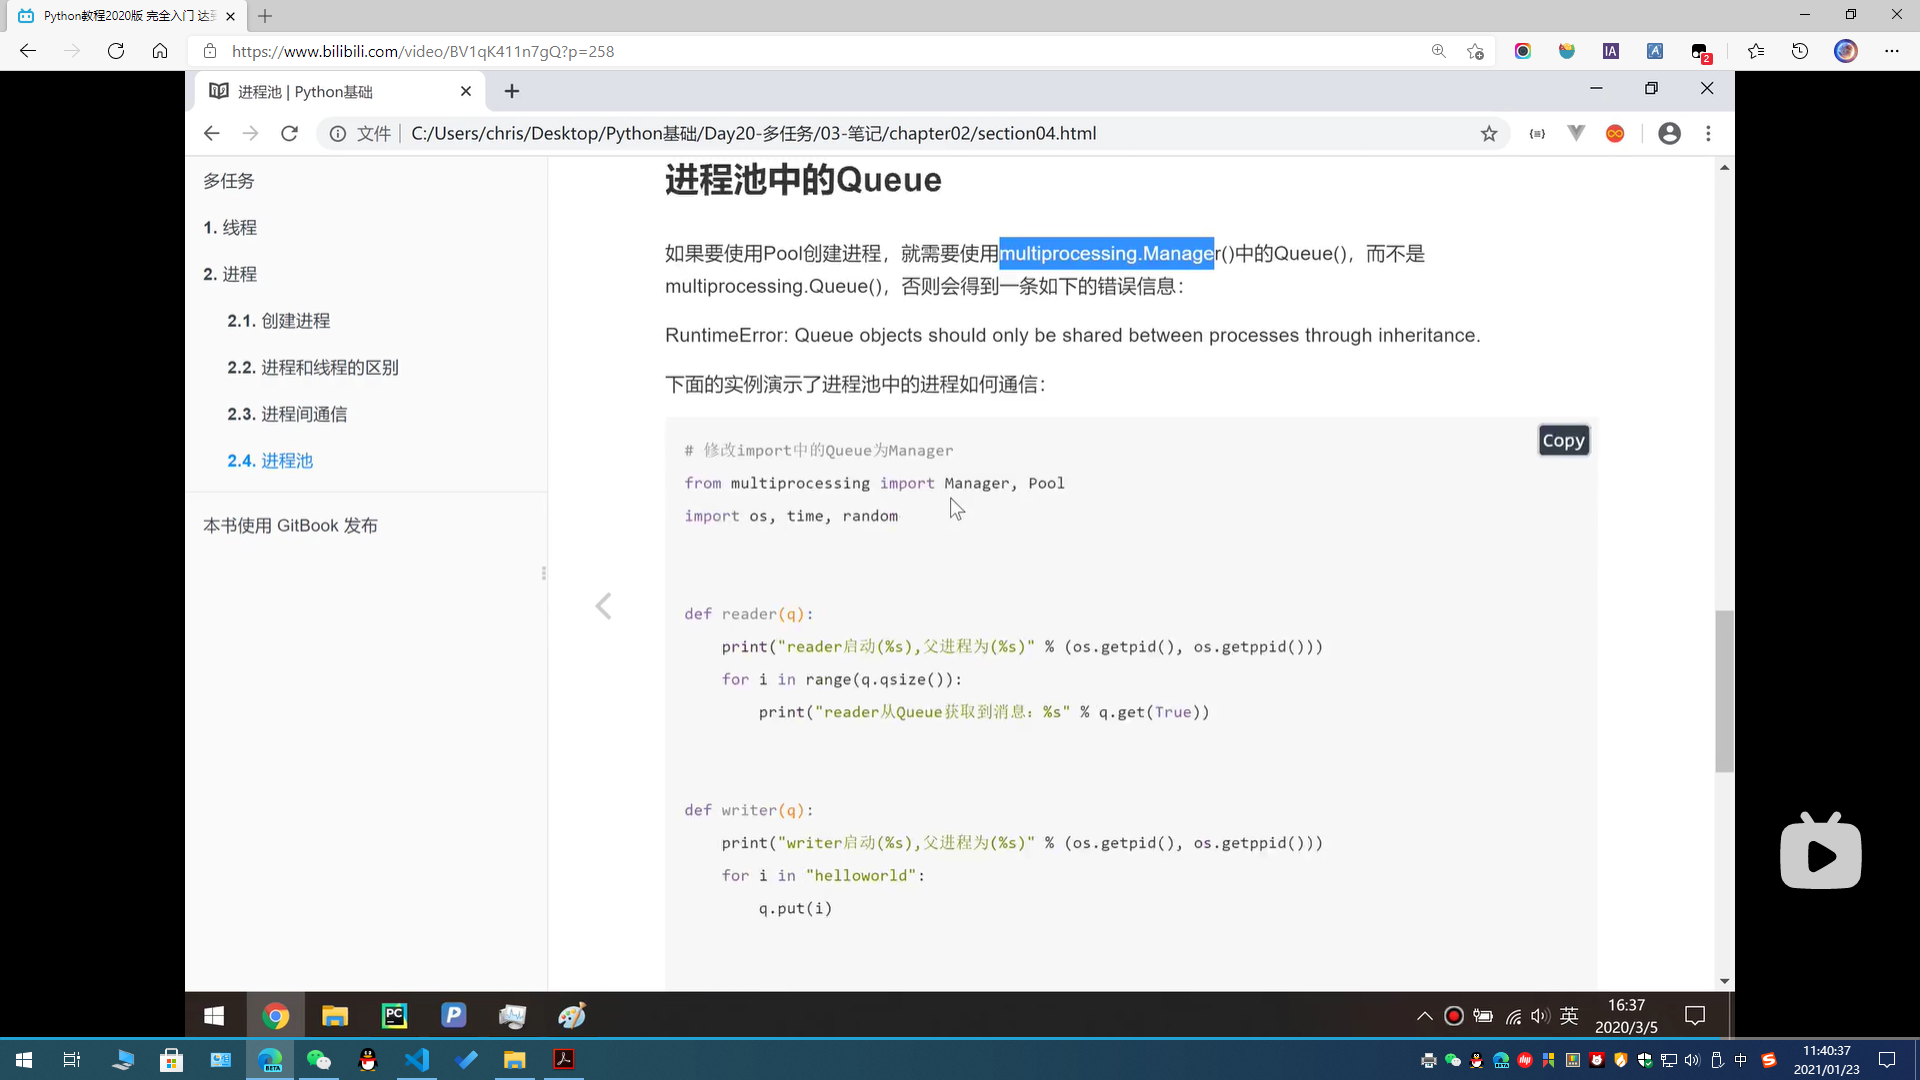 Python教程2020版 完全入门 达到
https://www.bilibili.com/video/BV1qK411n7gQ?p=258
IA
A
2
进程池 | Python基础
文件
C:/Users/chris/Desktop/Python基础/Day20-多任务/03-笔记/chapter02/section04.html
多任务
1. 线程
2. 进程
2.1. 创建进程
2.2. 进程和线程的区别
2.3. 进程间通信
2.4. 进程池
本书使用 GitBook 发布
进程池中的Queue
如果要使用Pool创建进程，就需要使用multiprocessing.Manager()中的Queue()，而不是
multiprocessing.Queue()，否则会得到一条如下的错误信息：
RuntimeError: Queue objects should only be shared between processes through inheritance.
下面的实例演示了进程池中的进程如何通信：
Copy
# 修改import中的Queue为Manager
from multiprocessing import Manager, Pool
import os, time, random
def reader(q):
print("reader启动(%s),父进程为(%s)" % (os.getpid(), os.getppid()))
for i in range(q.qsize()):
print("reader从Queue获取到消息：%s" % q.get(True))
def writer(q):
print("writer启动(%s),父进程为(%s)" % (os.getpid(), os.getppid()))
for i in "helloworld":
q.put(i)
PC
P
英
16:37
2020/3/5
BETA
中
11:40:37
2021/01/23